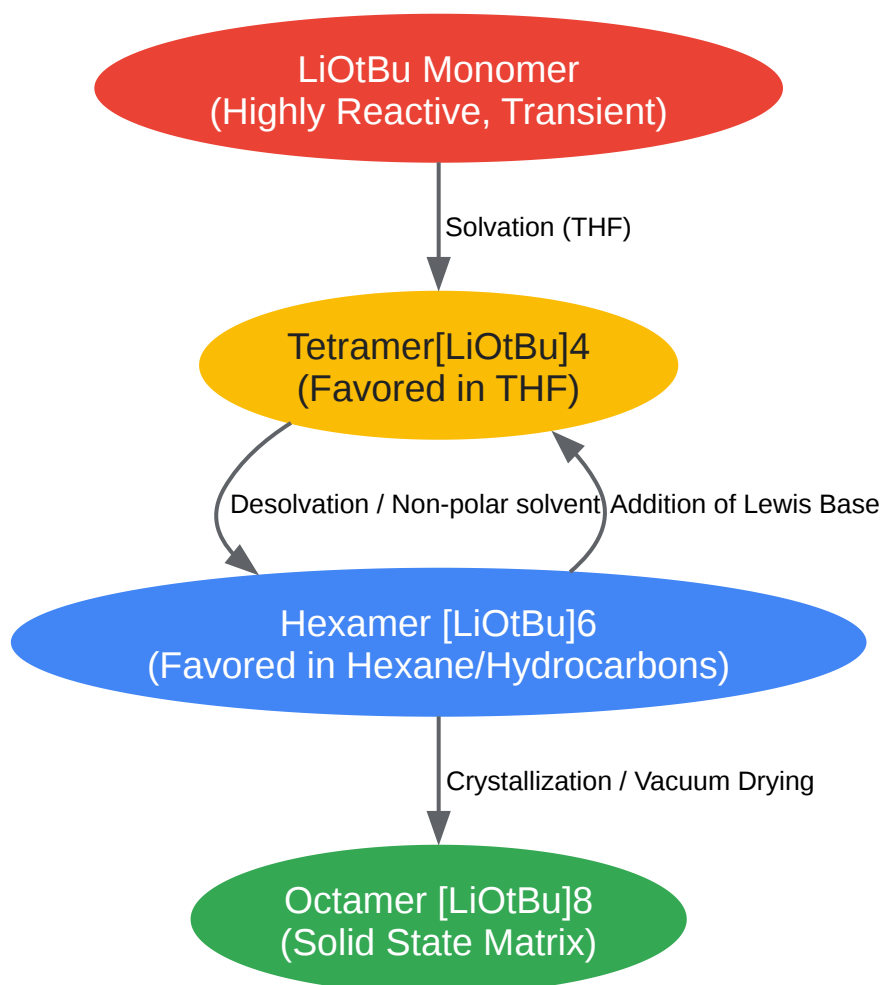 LiOtBu Monomer
(Highly Reactive, Transient)
Solvation (THF)
Tetramer[LiOtBu]4
(Favored in THF)
Desolvation / Non-polar solvent
Addition of Lewis Base
Hexamer [LiOtBu]6
(Favored in Hexane/Hydrocarbons)
Crystallization / Vacuum Drying
Octamer [LiOtBu]8
(Solid State Matrix)